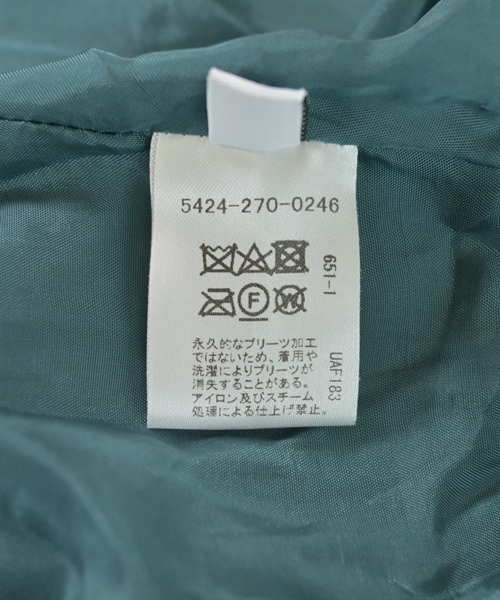 5424-270-0246
F
W
永久的なプリーツ加工
ではないため、着用や
洗濯によりプリーツが
消失することがある。
アイロン及びスチーム
処理による仕上げ禁止。
651-1
UAF183